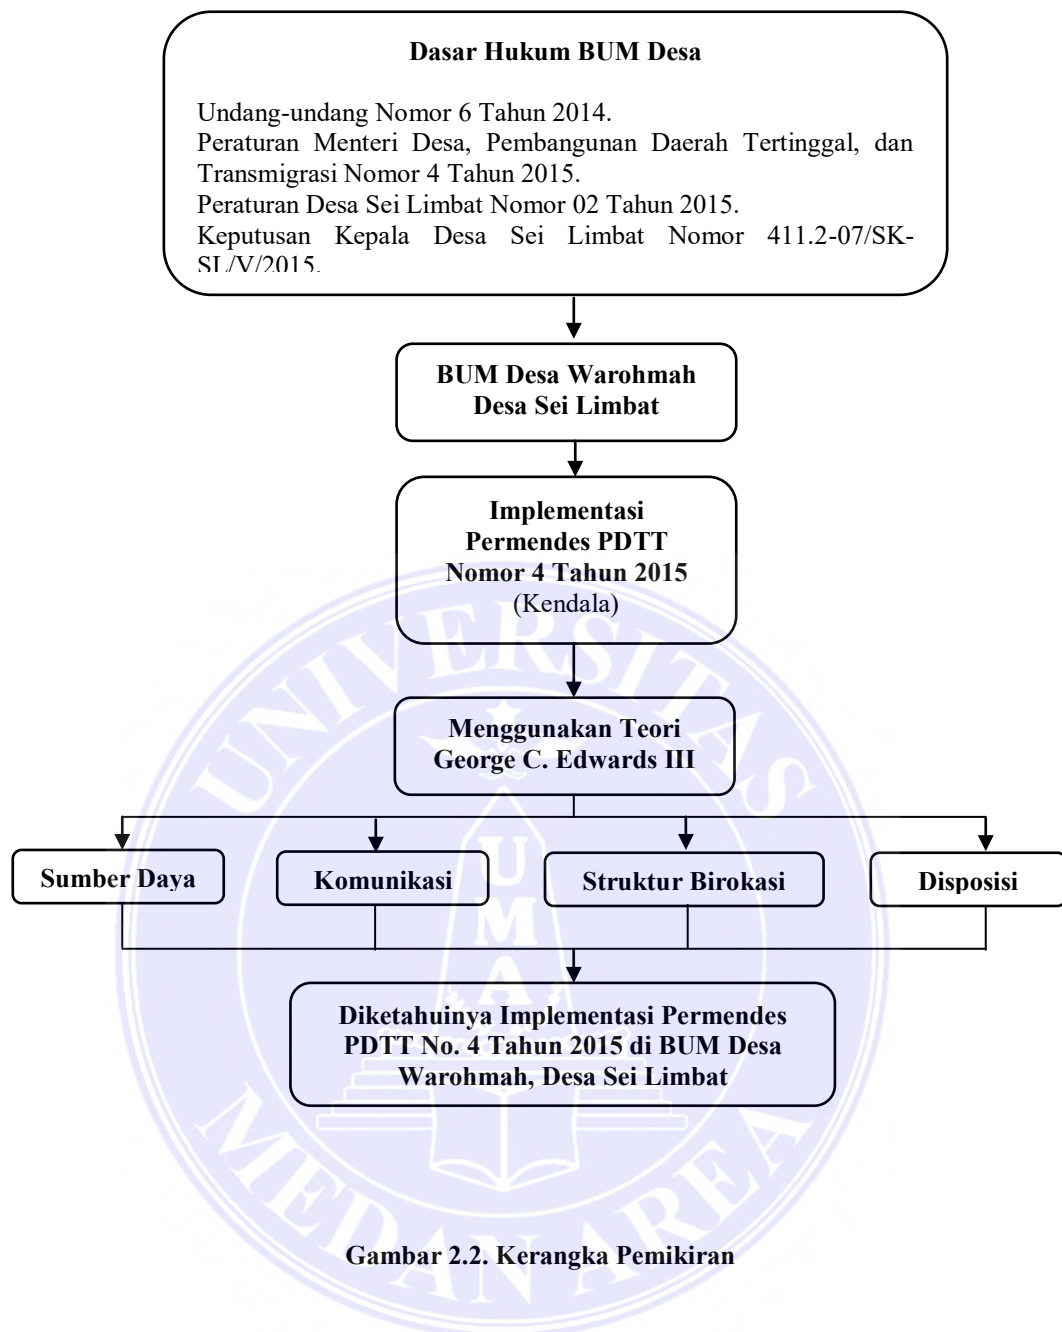 Dasar Hukum BUM Desa
Undang-undang Nomor 6 Tahun 2014.
Peraturan Menteri Desa, Pembangunan Daerah Tertinggal, dan
Transmigrasi Nomor 4 Tahun 2015.
Peraturan Desa Sei Limbat Nomor 02 Tahun 2015.
Keputusan Kepala Desa Sei Limbat Nomor 411.2-07/SK-
SL/V/2015.
BUM Desa Warohmah
Desa Sei Limbat
Implementasi
Permendes PDTT
Nomor 4 Tahun 2015
(Kendala)
Menggunakan Teori
George C. Edwards III
Sumber Daya
Komunikasi
Struktur Birokasi
Disposisi
Diketahuinya Implementasi Permendes
PDTT No. 4 Tahun 2015 di BUM Desa
Warohmah, Desa Sei Limbat
Gambar 2.2. Kerangka Pemikiran
UNIVERSITAS
UMA
MEDAN AREA